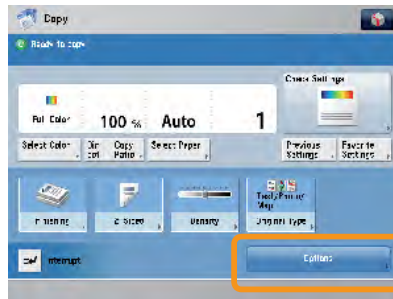 Copy
Ready to copy
Check Settings
Full Color
100 %
Auto
1
Select Color
Copy Ratio
Select Paper
Previous Settings
Favorite Settings
Finishing
2-Sided
Density
Original Type
Interrupt
Options